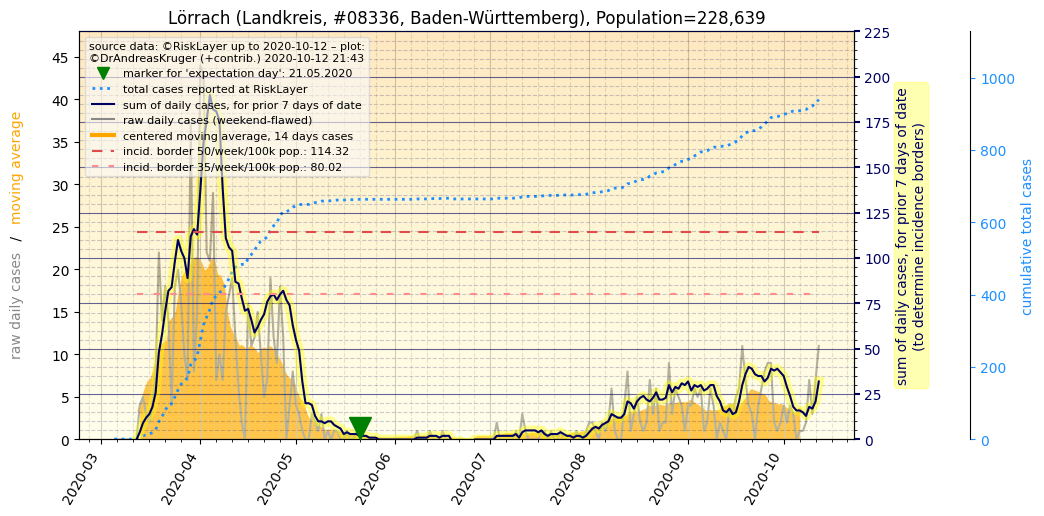 Lörrach (Landkreis, #08336, Baden-Württemberg), Population=228,639
source data: ©RiskLayer up to 2020-10-12 – plot:
©DrAndreasKruger (+contrib.) 2020-10-12 21:43
marker for 'expectation day': 21.05.2020
total cases reported at RiskLayer
sum of daily cases, for prior 7 days of date
raw daily cases (weekend-flawed)
centered moving average, 14 days cases
incid. border 50/week/100k pop.: 114.32
incid. border 35/week/100k pop.: 80.02
raw daily cases / moving average
45
40
35
30
25
20
15
10
5
0
2020-03
2020-04
2020-05
2020-06
2020-07
2020-08
2020-09
2020-10
225
200
175
150
125
100
75
50
25
0
sum of daily cases, for prior 7 days of date
(to determine incidence borders)
1000
800
600
400
200
0
cumulative total cases